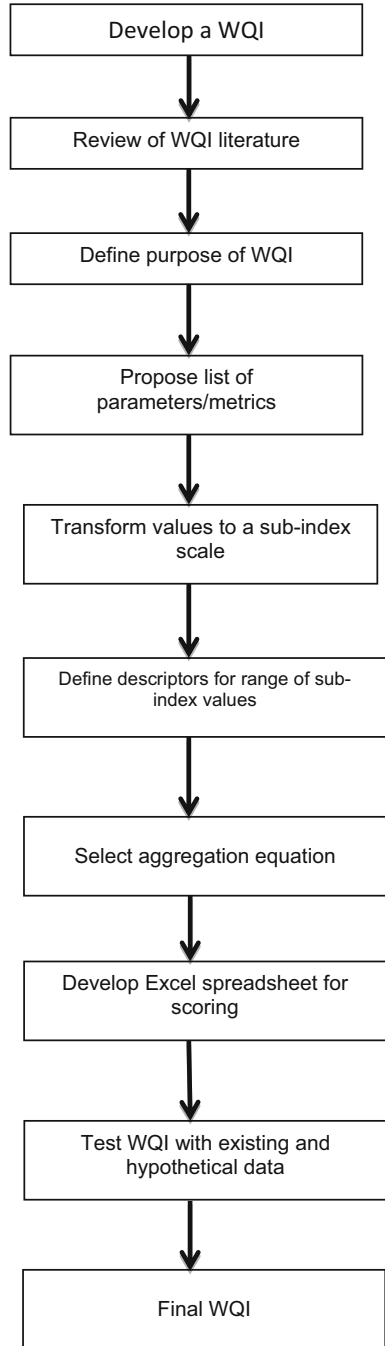 Develop a WQI
Review of WQI literature
Define purpose of WQI
Propose list of
parameters/metrics
Transform values to a sub-index
scale
Define descriptors for range of sub-
index values
Select aggregation equation
Develop Excel spreadsheet for
scoring
Test WQI with existing and
hypothetical data
Final WQI